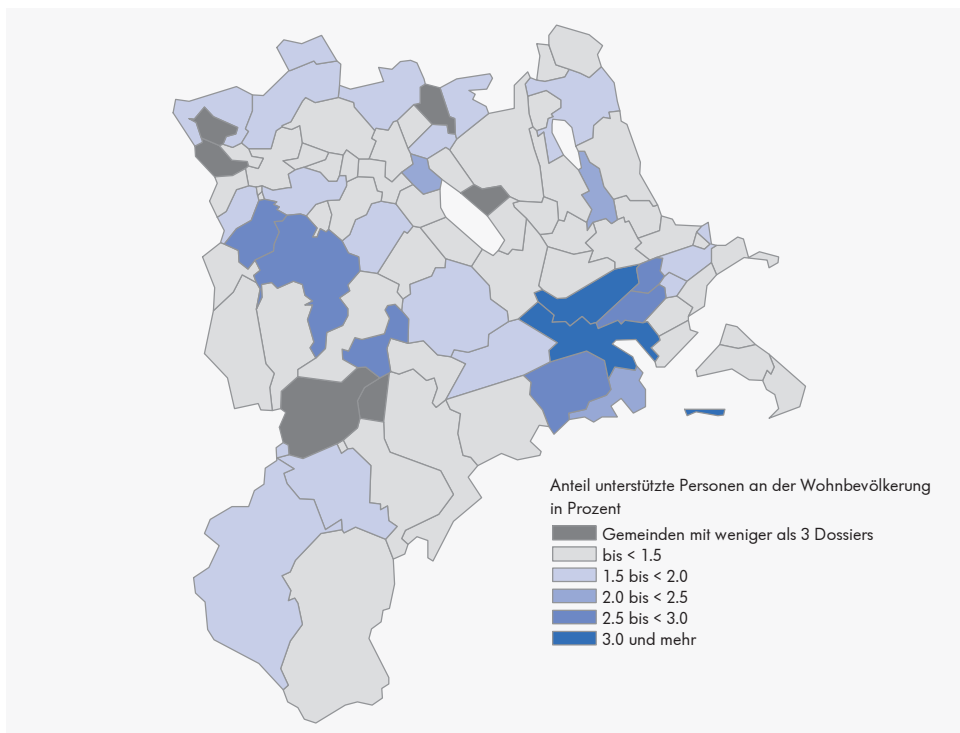 Anteil unterstützte Personen an der Wohnbevölkerung
in Prozent
Gemeinden mit weniger als 3 Dossiers
bis < 1.5
1.5 bis < 2.0
2.0 bis < 2.5
2.5 bis < 3.0
3.0 und mehr